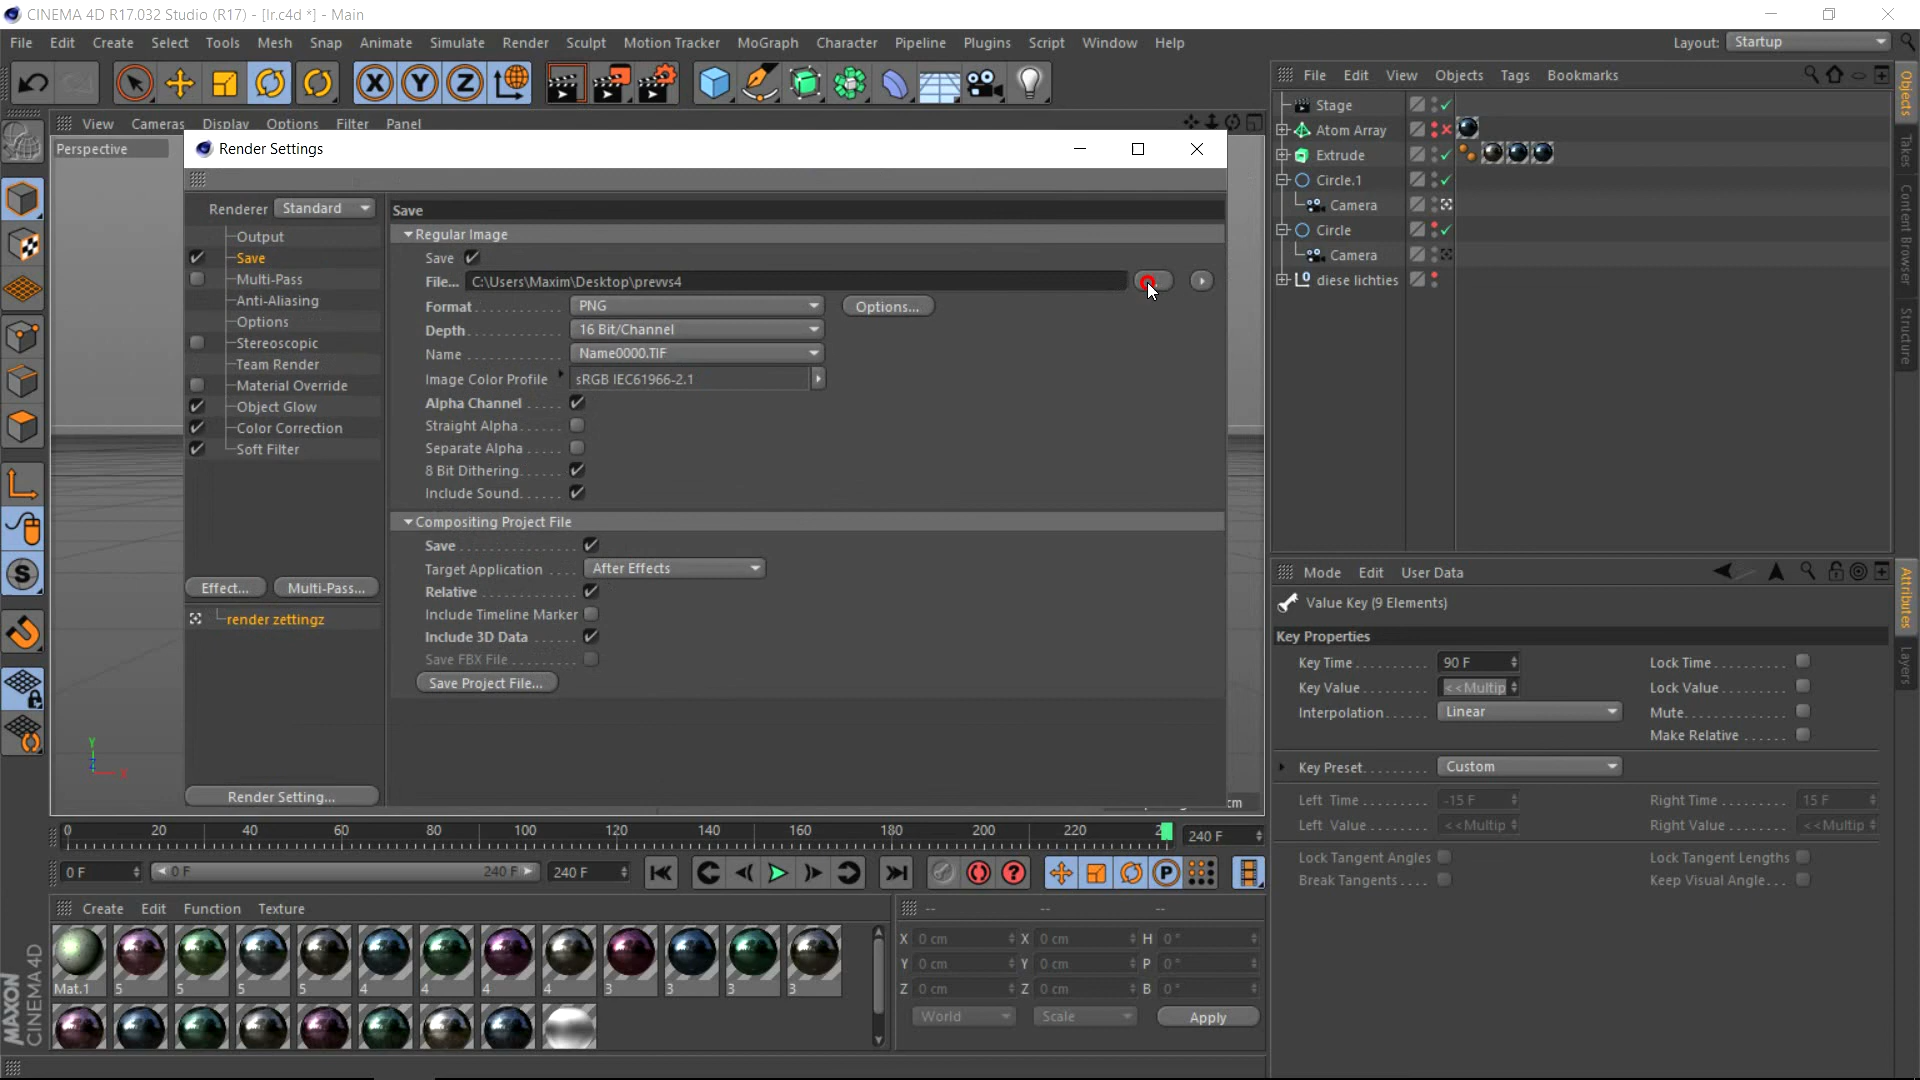 CINEMA 4D R17.032 Studio (R17) - [lr.c4d *] - Main
File Edit Create Select Tools Mesh Snap Animate Simulate Render Sculpt Motion Tracker MoGraph Character Pipeline Plugins Script Window Help Layout: Startup
X Y Z
File Edit View Objects Tags Bookmarks
View Cameras Display Options Filter Panel
Perspective
Render Settings
Renderer Standard
Output
Save
Multi-Pass
Anti-Aliasing
Options
Stereoscopic
Team Render
Material Override
Object Glow
Color Correction
Soft Filter
Effect... Multi-Pass...
render zettingz
Render Setting...
Save
Regular Image
Save
File... C:\Users\Maxim\Desktop\prevvs4
Format PNG Options...
Depth 16 Bit/Channel
Name Name0000.TIF
Image Color Profile sRGB IEC61966-2.1
Alpha Channel
Straight Alpha
Separate Alpha
8 Bit Dithering
Include Sound
Compositing Project File
Save
Target Application After Effects
Relative
Include Timeline Marker
Include 3D Data
Save FBX File
Save Project File...
Y
Z
X
cm
Stage
Atom Array
Extrude
Circle.1
Camera
Circle
Camera
diese lichties
Objects
Takes
Content Browser
Structure
Mode Edit User Data
Value Key (9 Elements)
Key Properties
Key Time 90 F Lock Time
Key Value <<Multip Lock Value
Interpolation Linear Mute
Make Relative
Key Preset Custom
Left Time -15 F Right Time 15 F
Left Value <<Multip Right Value <<Multip
Lock Tangent Angles Lock Tangent Lengths
Break Tangents Keep Visual Angle
Attributes
Layers
0 20 40 60 80 100 120 140 160 180 200 220 2 240 F
0 F 0 F 240 F 240 F
P
Create Edit Function Texture
Mat.1 5 5 5 5 4 4 4 4 3 3 3 3
-- -- --
X 0 cm X 0 cm H 0°
Y 0 cm Y 0 cm P 0°
Z 0 cm Z 0 cm B 0°
World Scale Apply
MAXON
CINEMA 4D